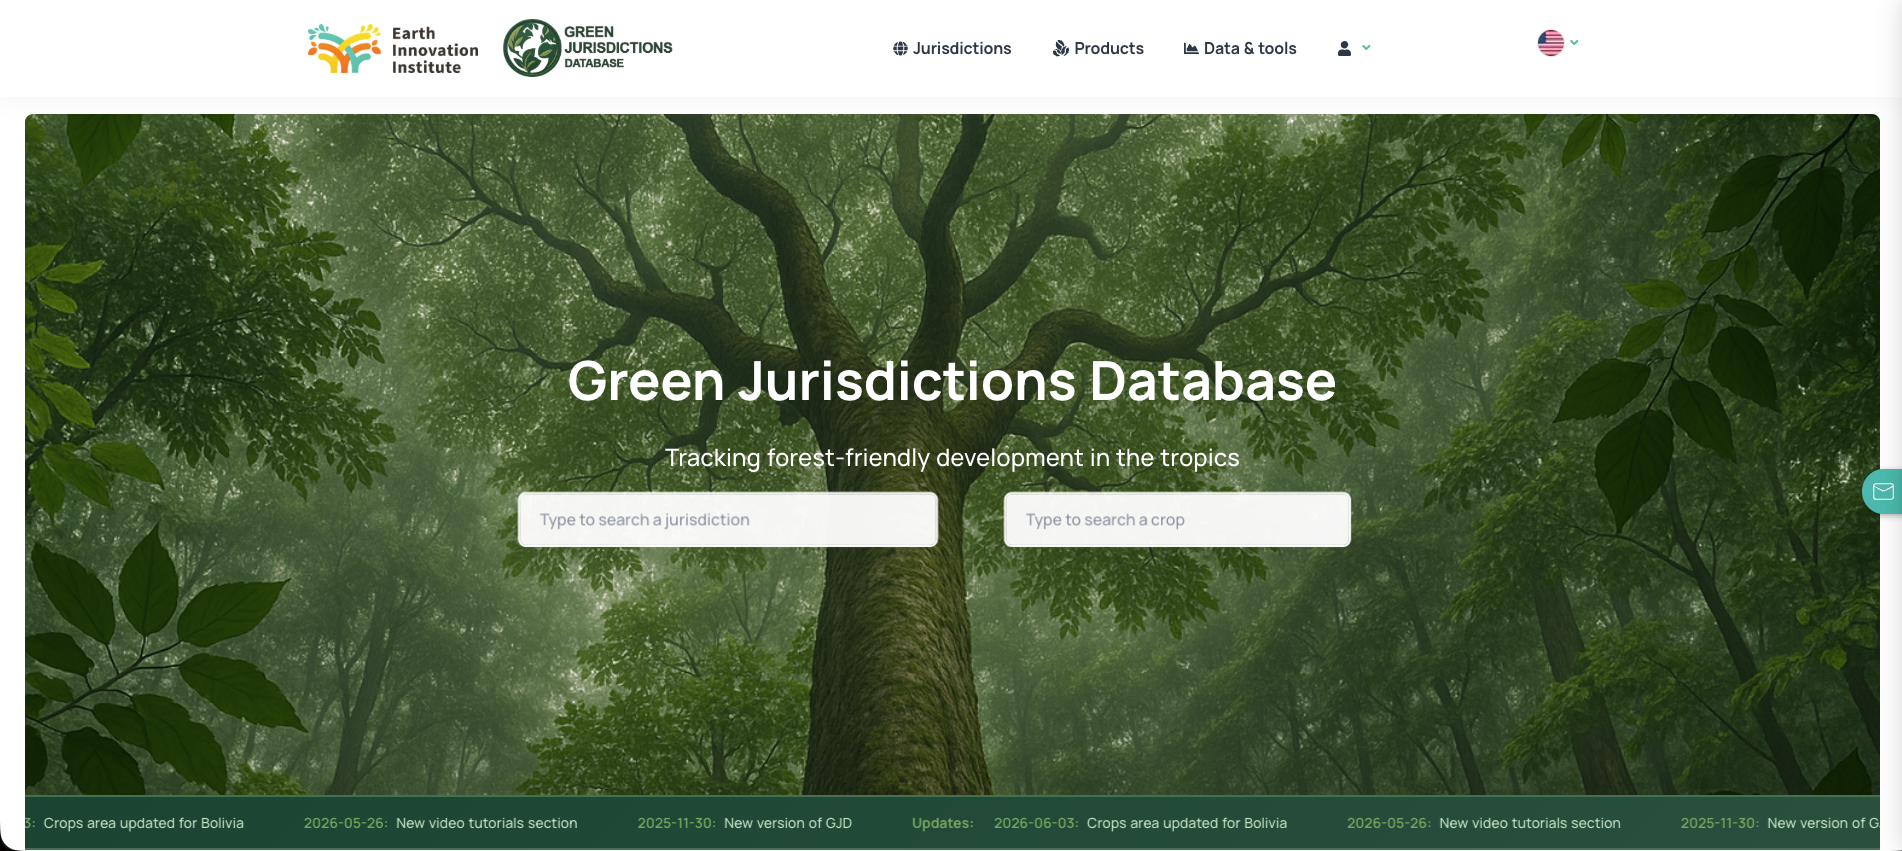 Earth
Innovation
Institute
GREEN
JURISDICTIONS
DATABASE
Jurisdictions
Products
Data & tools
Green Jurisdictions Database
Tracking forest-friendly development in the tropics
Type to search a jurisdiction
Type to search a crop
3: Crops area updated for Bolivia 2026-05-26: New video tutorials section 2025-11-30: New version of GJD Updates: 2026-06-03: Crops area updated for Bolivia 2026-05-26: New video tutorials section 2025-11-30: New version of G